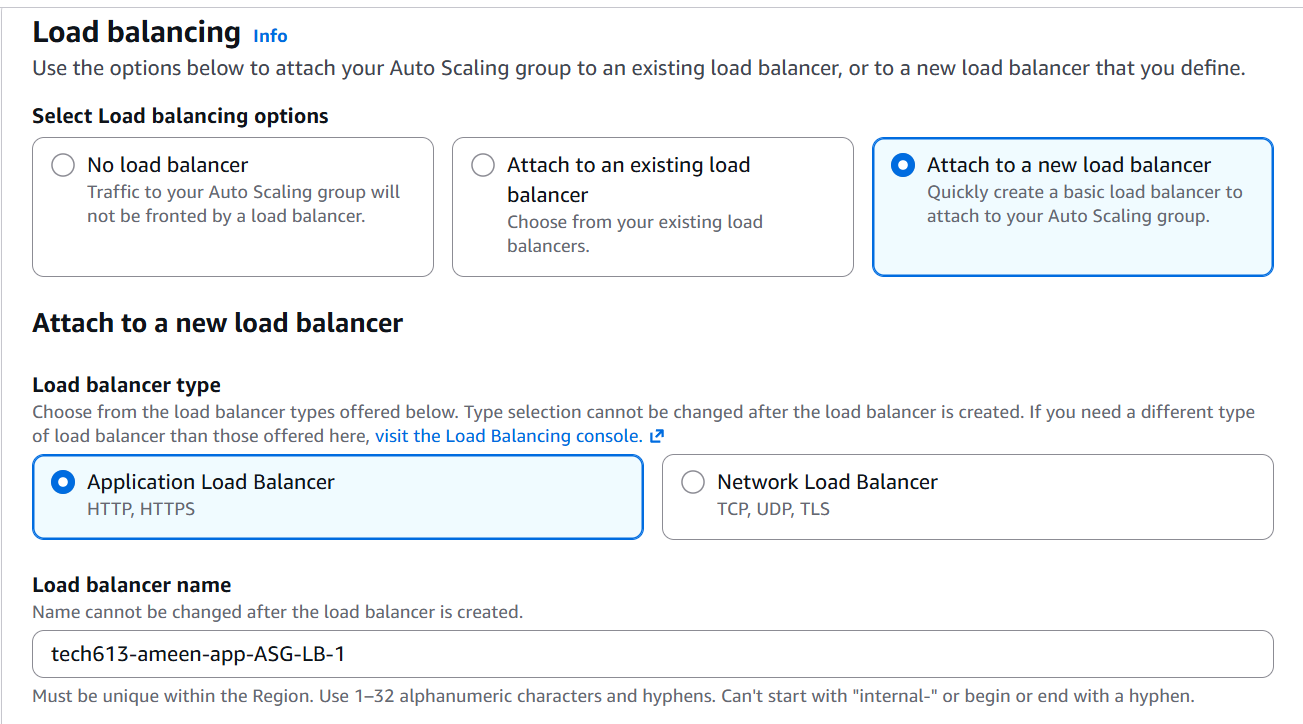 Load balancing Info
Use the options below to attach your Auto Scaling group to an existing load balancer, or to a new load balancer that you define.
Select Load balancing options
No load balancer
Traffic to your Auto Scaling group will
not be fronted by a load balancer.
Attach to an existing load
balancer
Choose from your existing load
balancers.
Attach to a new load balancer
Quickly create a basic load balancer to
attach to your Auto Scaling group.
Attach to a new load balancer
Load balancer type
Choose from the load balancer types offered below. Type selection cannot be changed after the load balancer is created. If you need a different type
of load balancer than those offered here, visit the Load Balancing console.
Application Load Balancer
HTTP, HTTPS
Network Load Balancer
TCP, UDP, TLS
Load balancer name
Name cannot be changed after the load balancer is created.
tech613-ameen-app-ASG-LB-1
Must be unique within the Region. Use 1–32 alphanumeric characters and hyphens. Can't start with "internal-" or begin or end with a hyphen.